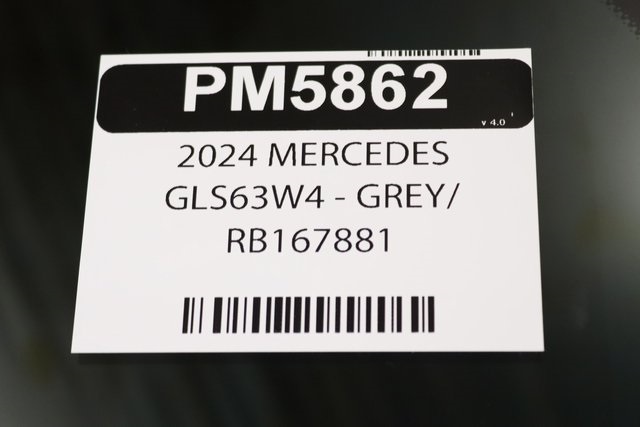 PM5862
v 4.0
2024 MERCEDES
GLS63W4 - GREY/
RB167881